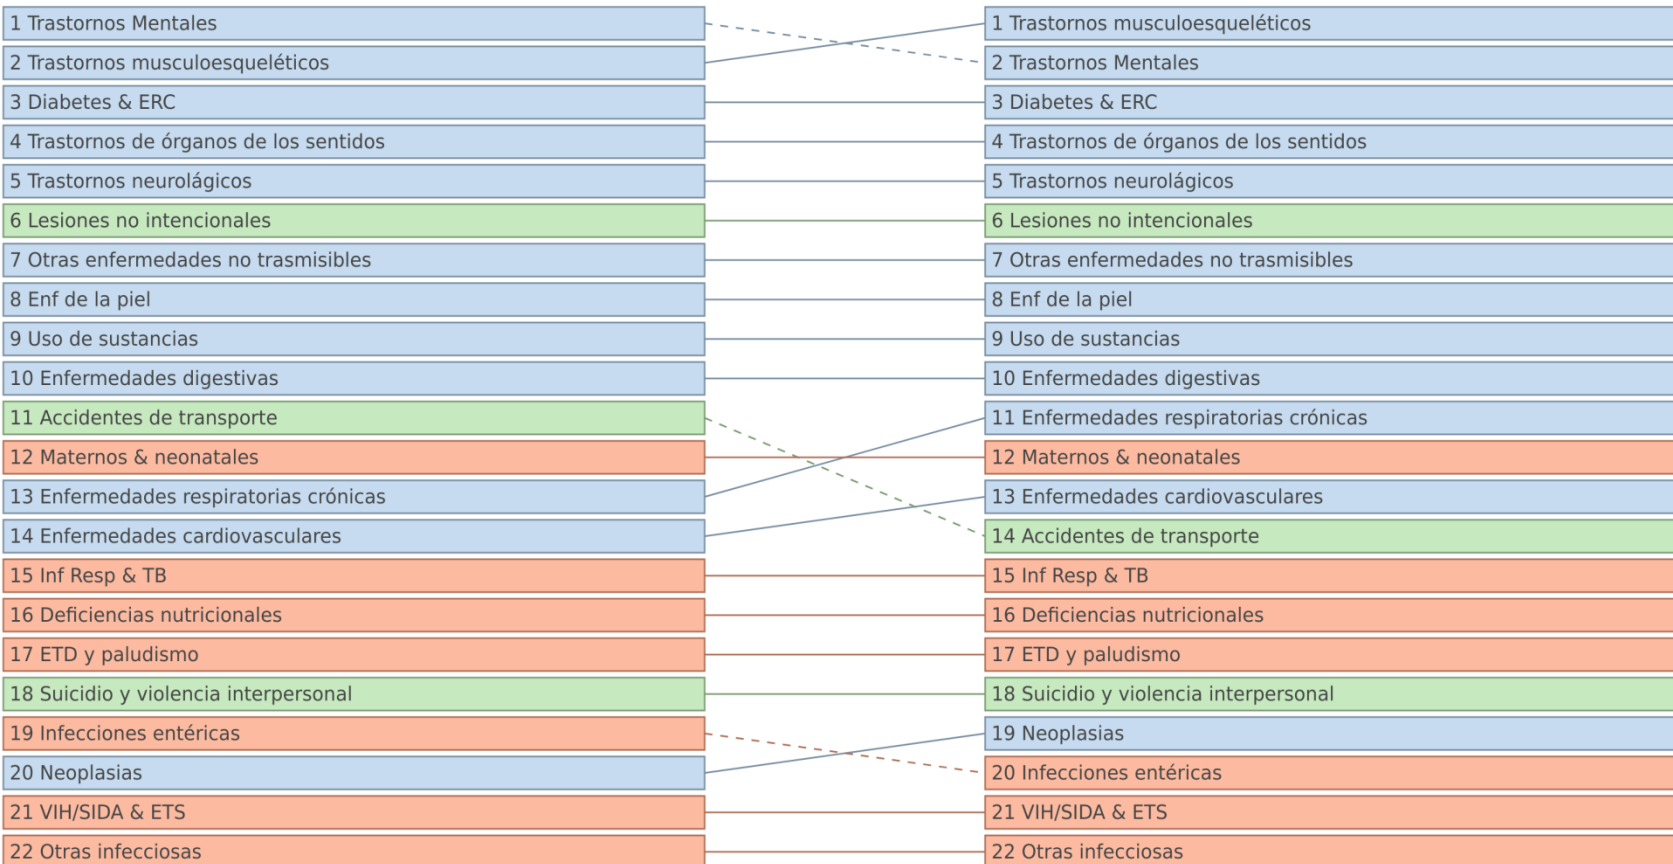 1 Trastornos Mentales
2 Trastornos musculoesqueléticos
3 Diabetes & ERC
4 Trastornos de órganos de los sentidos
5 Trastornos neurolágicos
6 Lesiones no intencionales
7 Otras enfermedades no trasmisibles
8 Enf de la piel
9 Uso de sustancias
10 Enfermedades digestivas
11 Accidentes de transporte
12 Maternos & neonatales
13 Enfermedades respiratorias crónicas
14 Enfermedades cardiovasculares
15 Inf Resp & TB
16 Deficiencias nutricionales
17 ETD y paludismo
18 Suicidio y violencia interpersonal
19 Infecciones entéricas
20 Neoplasias
21 VIH/SIDA & ETS
22 Otras infecciosas
1 Trastornos musculoesqueléticos
2 Trastornos Mentales
3 Diabetes & ERC
4 Trastornos de órganos de los sentidos
5 Trastornos neurolágicos
6 Lesiones no intencionales
7 Otras enfermedades no trasmisibles
8 Enf de la piel
9 Uso de sustancias
10 Enfermedades digestivas
11 Enfermedades respiratorias crónicas
12 Maternos & neonatales
13 Enfermedades cardiovasculares
14 Accidentes de transporte
15 Inf Resp & TB
16 Deficiencias nutricionales
17 ETD y paludismo
18 Suicidio y violencia interpersonal
19 Neoplasias
20 Infecciones entéricas
21 VIH/SIDA & ETS
22 Otras infecciosas